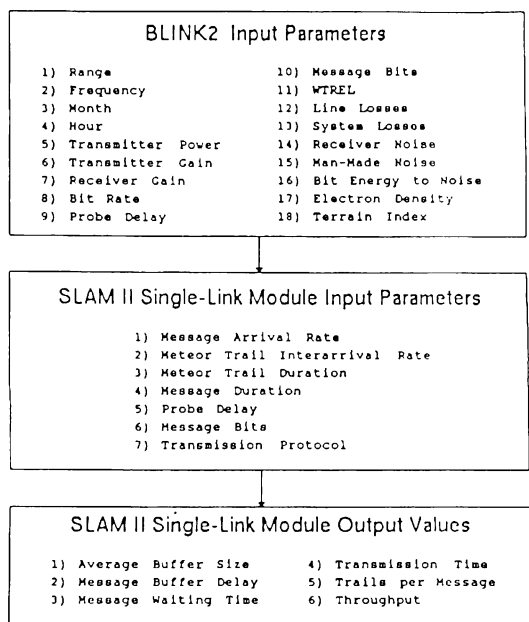 BLINK2 Input Parameters
1) Range
2) Frequency
3) Month
4) Hour
5) Transmitter Power
6) Transmitter Gain
7) Receiver Gain
8) Bit Rate
9) Probe Delay
10) Message Bits
11) WTREL
12) Line Losses
13) System Losses
14) Receiver Noise
15) Man-Made Noise
16) Bit Energy to Noise
17) Electron Density
18) Terrain Index
SLAM II Single-Link Module Input Parameters
1) Message Arrival Rate
2) Meteor Trail Interarrival Rate
3) Meteor Trail Duration
4) Message Duration
5) Probe Delay
6) Message Bits
7) Transmission Protocol
SLAM II Single-Link Module Output Values
1) Average Buffer Size
2) Message Buffer Delay
3) Message Waiting Time
4) Transmission Time
5) Trails per Message
6) Throughput